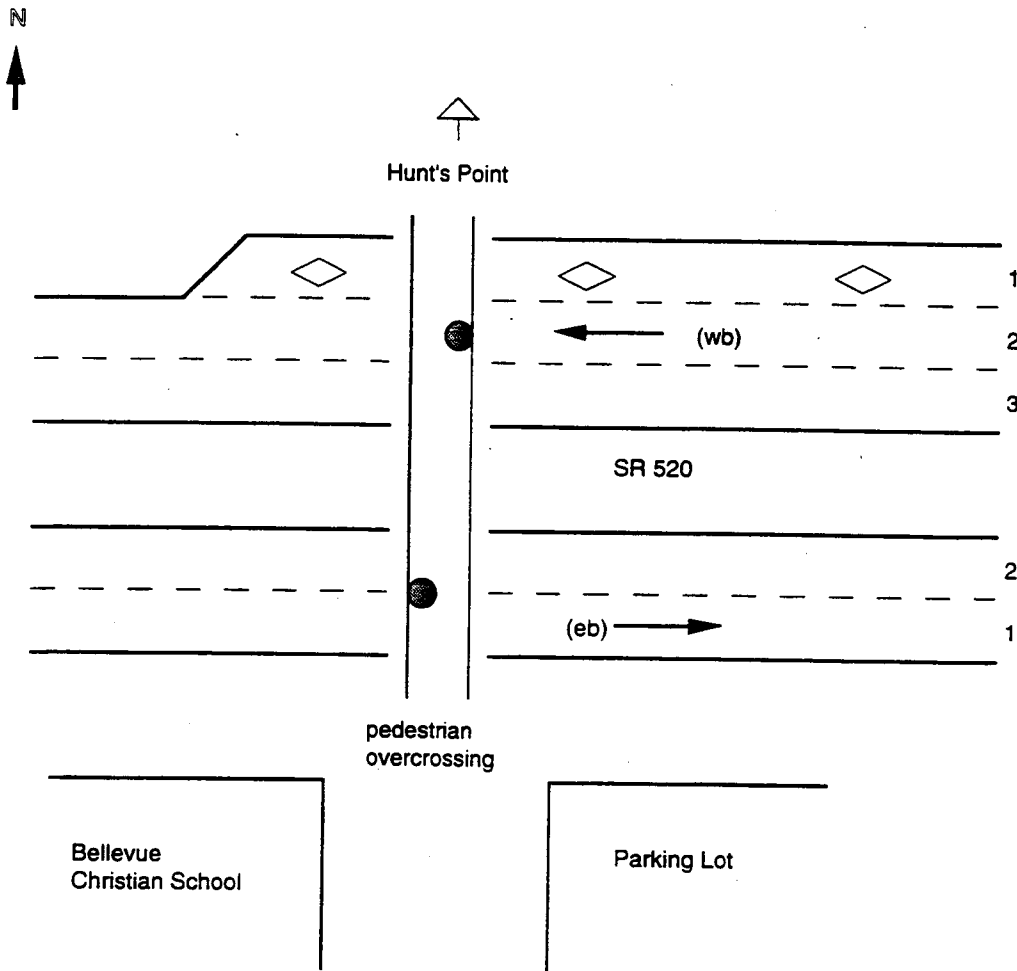 N
Hunt's Point
1
(wb)
2
3
SR 520
2
(eb)
1
pedestrian
overcrossing
Bellevue
Christian School
Parking Lot